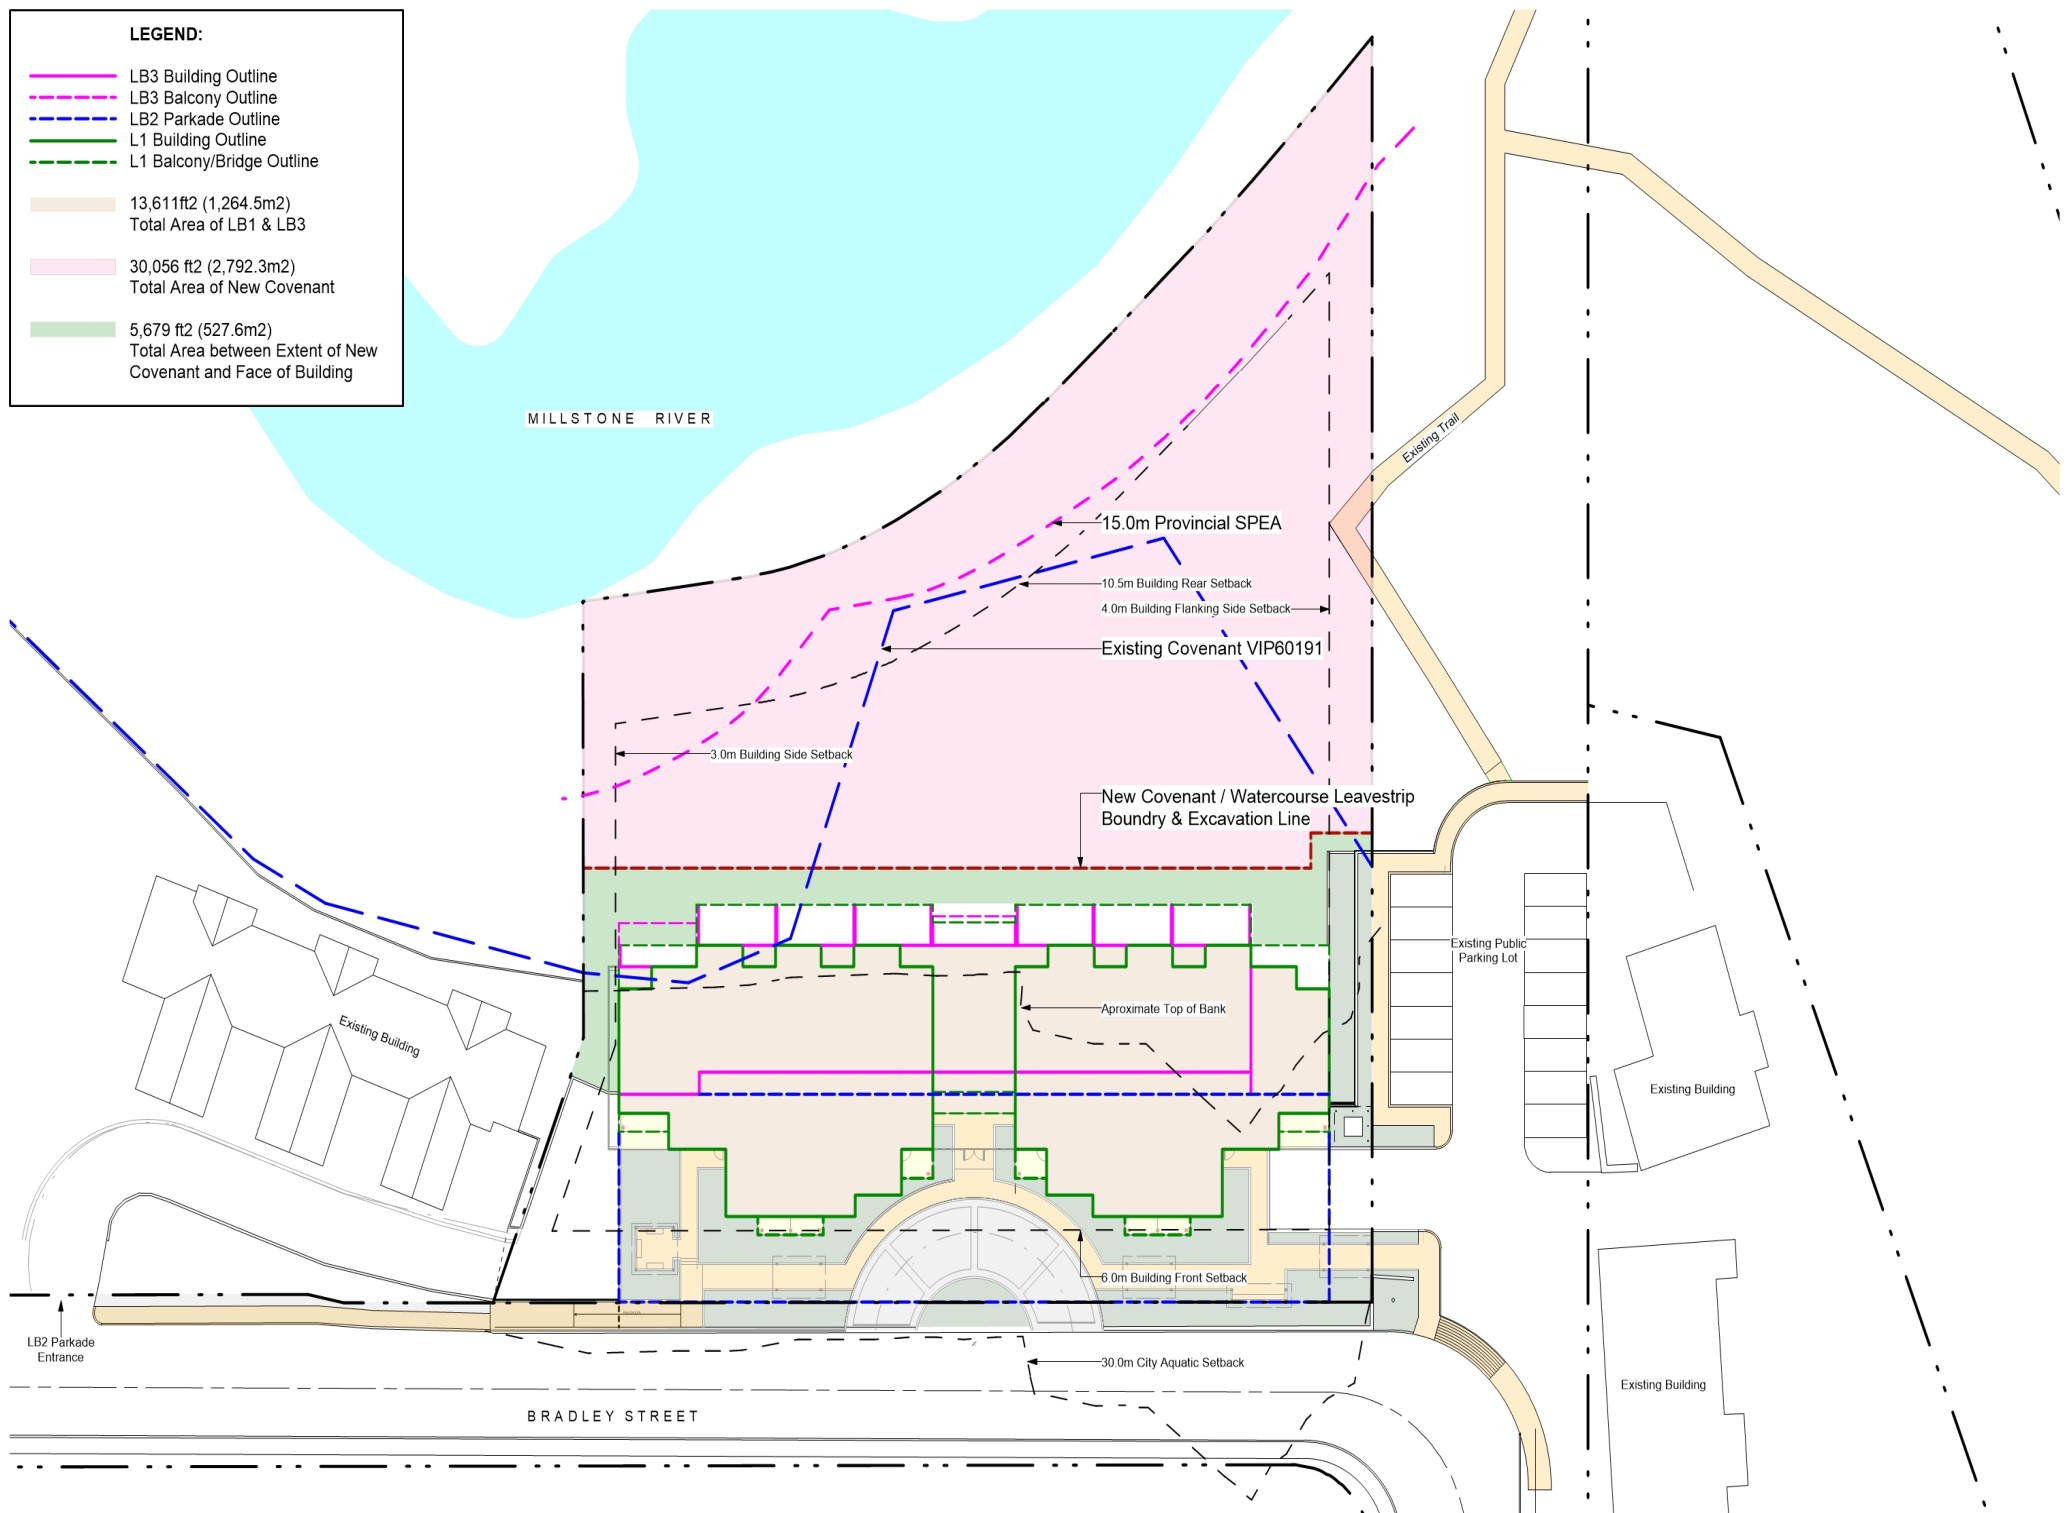 LEGEND:
LB3 Building Outline
LB3 Balcony Outline
LB2 Parkade Outline
L1 Building Outline
L1 Balcony/Bridge Outline
13,611ft2 (1,264.5m2)
Total Area of LB1 & LB3
30,056 ft2 (2,792.3m2)
Total Area of New Covenant
5,679 ft2 (527.6m2)
Total Area between Extent of New
Covenant and Face of Building
MILLSTONE RIVER
Existing Trail
15.0m Provincial SPEA
10.5m Building Rear Setback
4.0m Building Flanking Side Setback
Existing Covenant VIP60191
3.0m Building Side Setback
New Covenant / Watercourse Leavestrip
Boundry & Excavation Line
Existing Public
Parking Lot
Aproximate Top of Bank
Existing Building
Existing Building
6.0m Building Front Setback
LB2 Parkade
Entrance
30.0m City Aquatic Setback
Existing Building
BRADLEY STREET